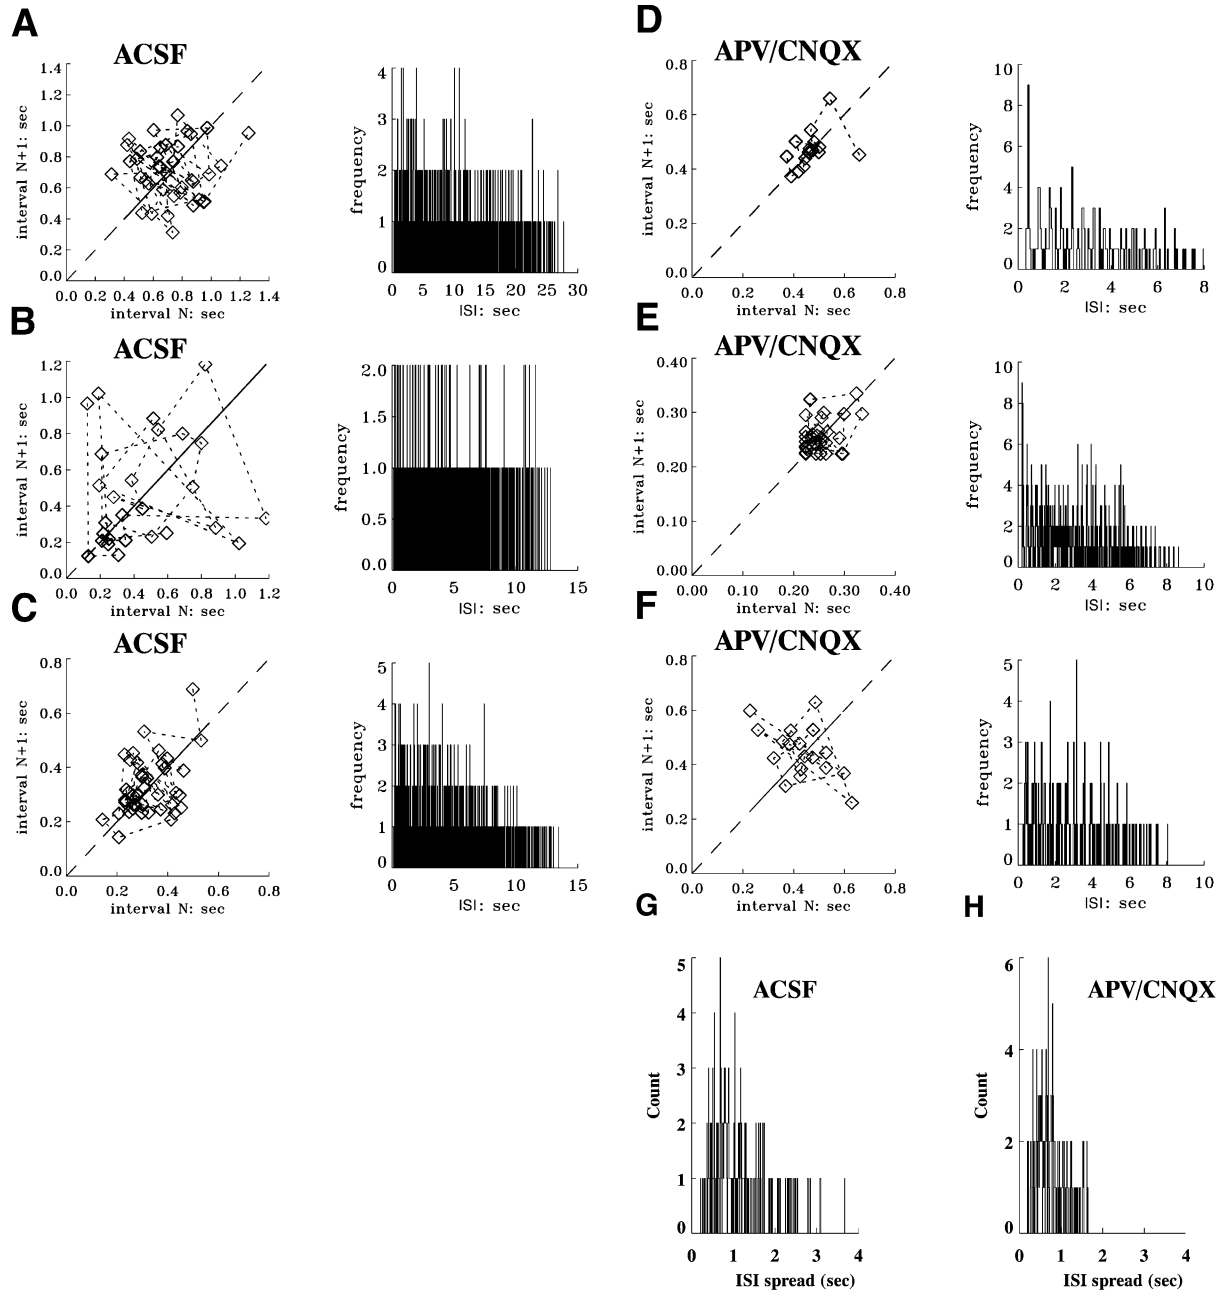 A
ACSF
1.4
1.2
1.0
0.8
0.6
0.4
0.2
0.0
interval N+1: sec
0.0 0.2 0.4 0.6 0.8 1.0 1.2 1.4
interval N: sec
4
3
2
1
0
frequency
0 5 10 15 20 25 30
ISI: sec
B
ACSF
1.2
1.0
0.8
0.6
0.4
0.2
0.0
interval N+1: sec
0.0 0.2 0.4 0.6 0.8 1.0 1.2
interval N: sec
2.0
1.5
1.0
0.5
0.0
frequency
0 5 10 15
ISI: sec
C
ACSF
0.8
0.6
0.4
0.2
0.0
interval N+1: sec
0.0 0.2 0.4 0.6 0.8
interval N: sec
5
4
3
2
1
0
frequency
0 5 10 15
ISI: sec
D
APV/CNQX
0.8
0.6
0.4
0.2
0.0
interval N+1: sec
0.0 0.2 0.4 0.6 0.8
interval N: sec
10
8
6
4
2
0
frequency
0 2 4 6 8
ISI: sec
E
APV/CNQX
0.40
0.30
0.20
0.10
0.00
interval N+1: sec
0.00 0.10 0.20 0.30 0.40
interval N: sec
10
8
6
4
2
0
frequency
0 2 4 6 8 10
ISI: sec
F
APV/CNQX
0.8
0.6
0.4
0.2
0.0
interval N+1: sec
0.0 0.2 0.4 0.6 0.8
interval N: sec
5
4
3
2
1
0
frequency
0 2 4 6 8 10
ISI: sec
G
ACSF
5
4
3
2
1
0
Count
0 1 2 3 4
ISI spread (sec)
H
APV/CNQX
6
4
2
0
Count
0 1 2 3 4
ISI spread (sec)